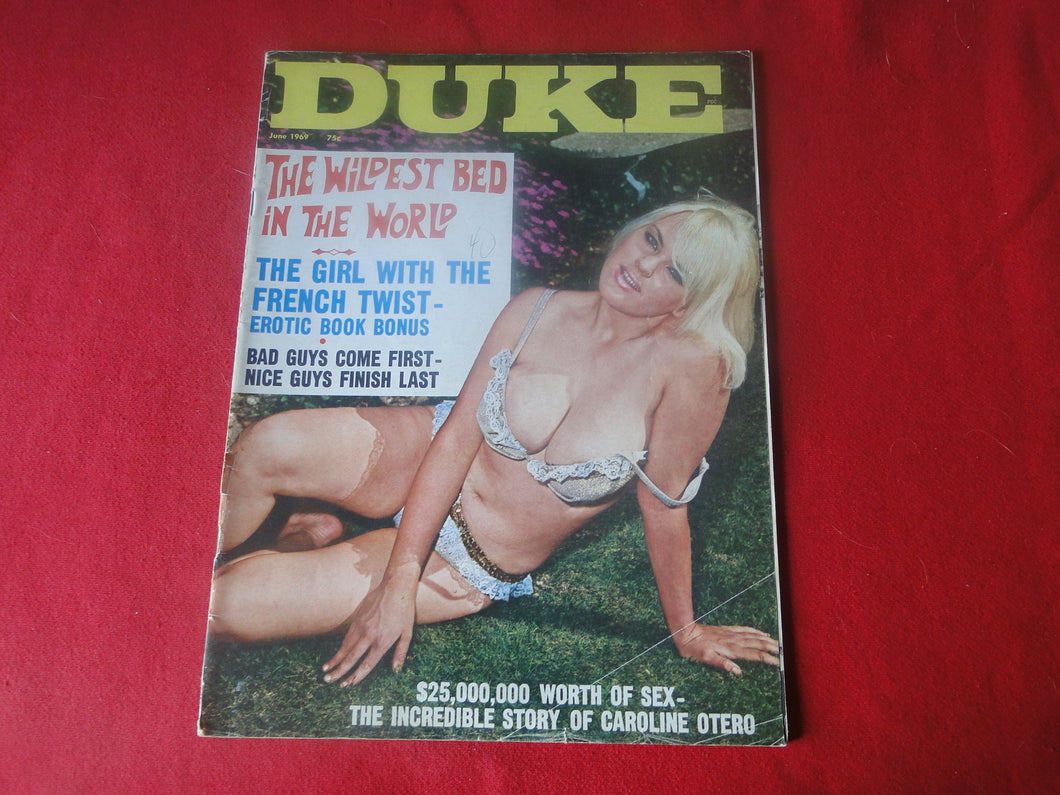 DUKE
PDC
June 1969 75¢
THE WILDEST BED
IN THE WORLD
40
THE GIRL WITH THE
FRENCH TWIST-
EROTIC BOOK BONUS
BAD GUYS COME FIRST-
NICE GUYS FINISH LAST
$25,000,000 WORTH OF SEX-
THE INCREDIBLE STORY OF CAROLINE OTERO